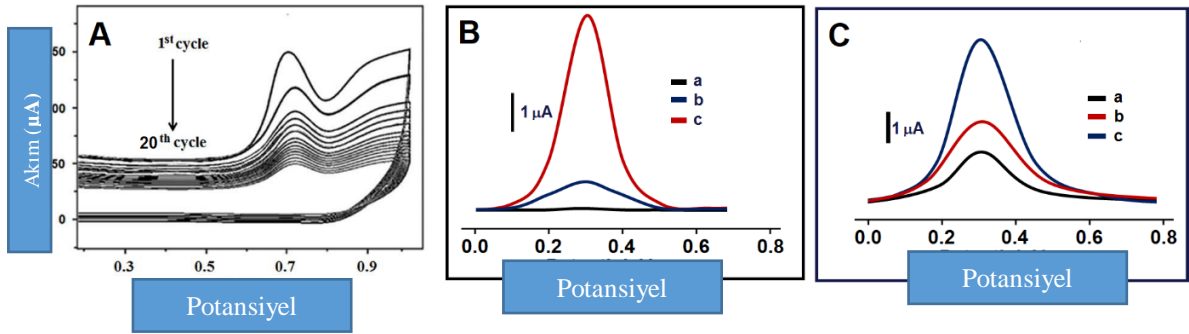 A
1st cycle
20th cycle
50
00
50
0
0.3 0.5 0.7 0.9
Akım (µA)
Potansiyel
B
a
b
c
1 µA
0.0 0.2 0.4 0.6 0.8
Potansiyel
C
a
b
c
1 µA
0.0 0.2 0.4 0.6 0.8
Potansiyel